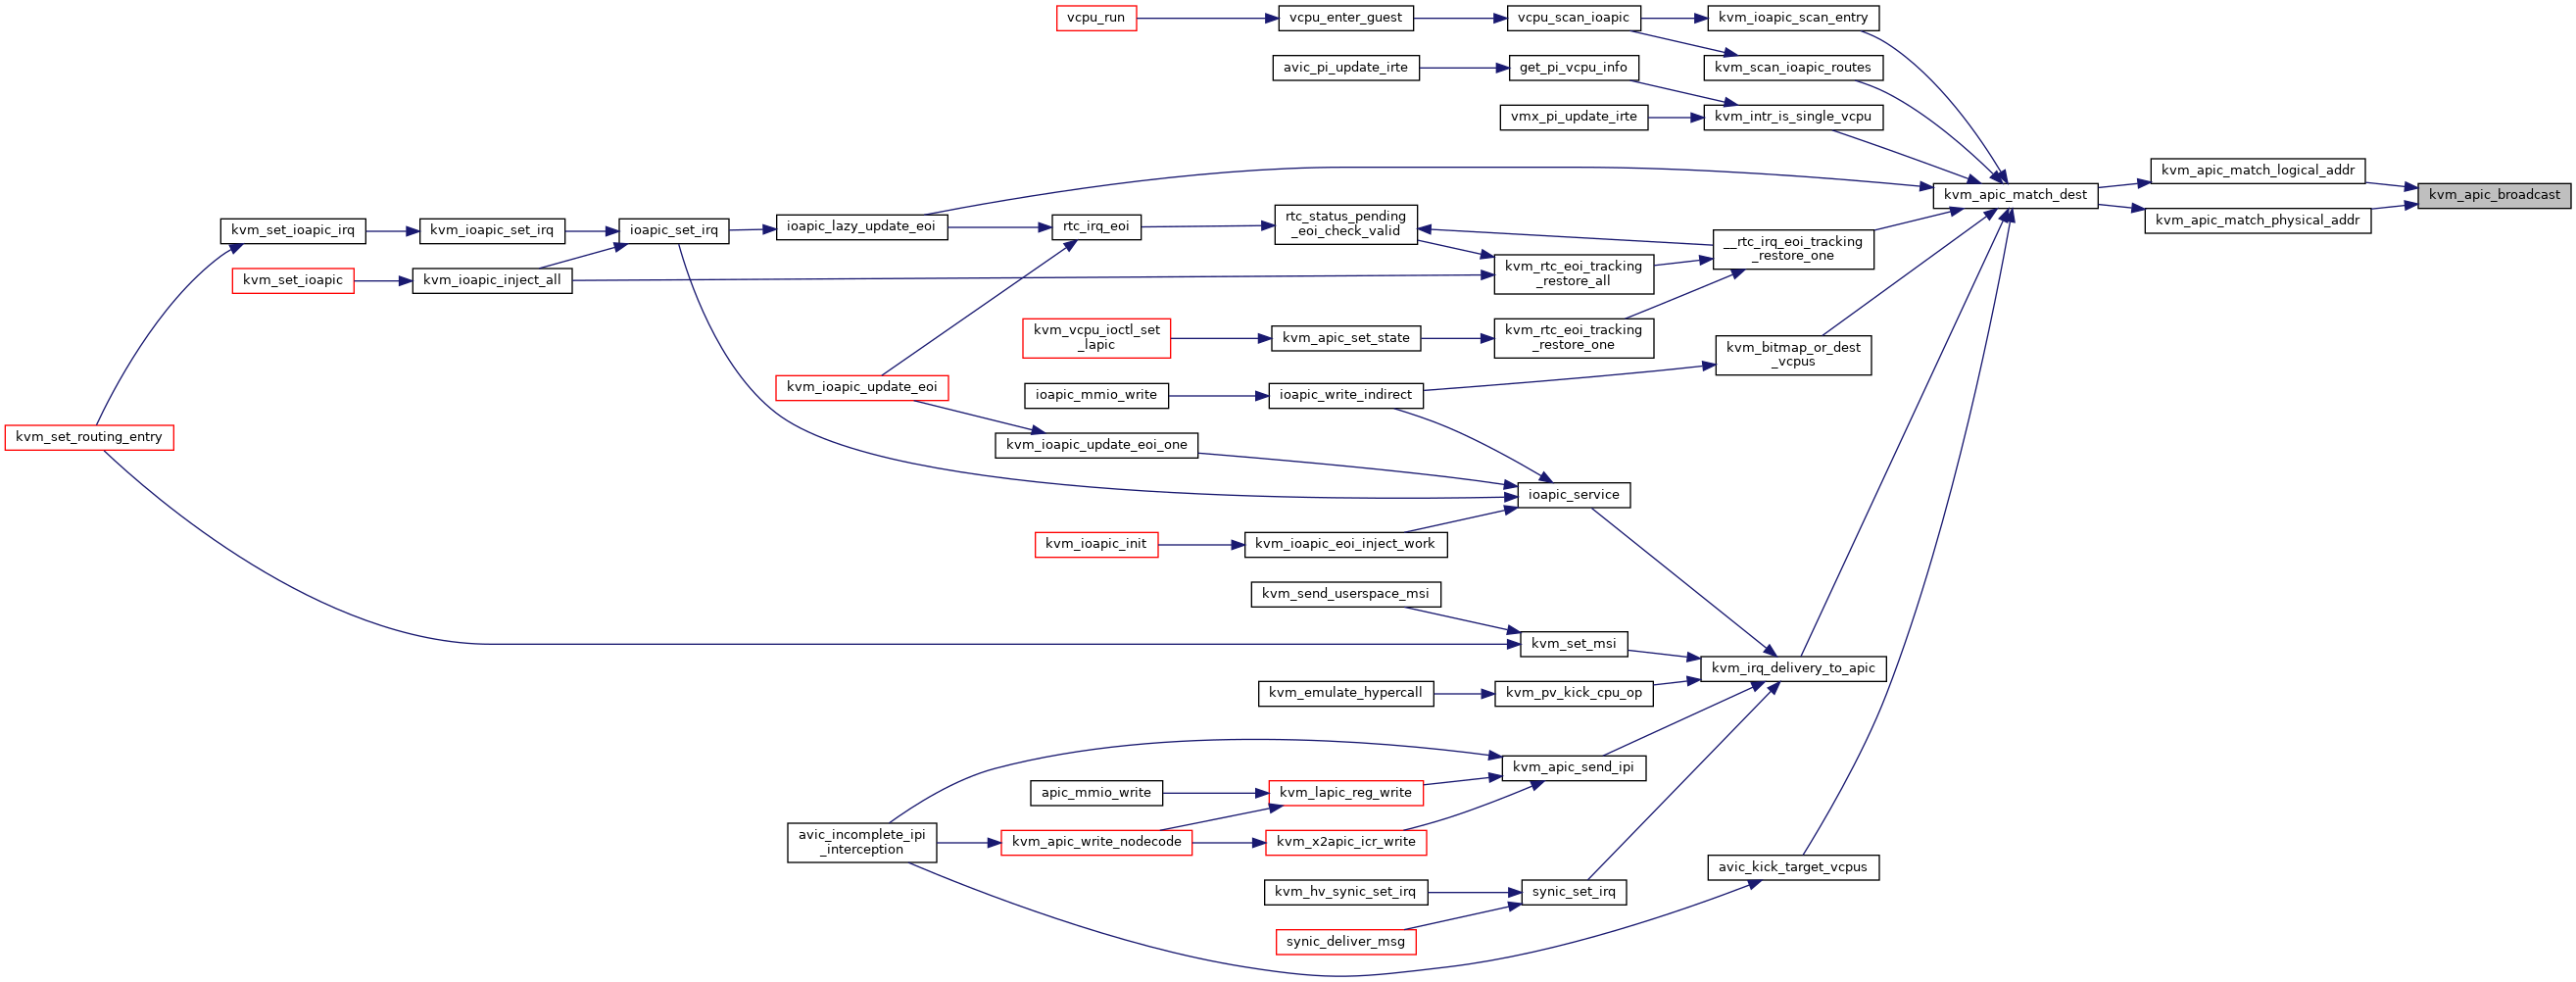 vcpu_run
vcpu_enter_guest
vcpu_scan_ioapic
kvm_ioapic_scan_entry
avic_pi_update_irte
get_pi_vcpu_info
kvm_scan_ioapic_routes
vmx_pi_update_irte
kvm_intr_is_single_vcpu
kvm_apic_match_logical_addr
kvm_apic_match_dest
kvm_apic_broadcast
kvm_apic_match_physical_addr
kvm_set_ioapic_irq
kvm_ioapic_set_irq
ioapic_set_irq
ioapic_lazy_update_eoi
rtc_irq_eoi
rtc_status_pending
_eoi_check_valid
__rtc_irq_eoi_tracking
_restore_one
kvm_set_ioapic
kvm_ioapic_inject_all
kvm_rtc_eoi_tracking
_restore_all
kvm_vcpu_ioctl_set
_lapic
kvm_apic_set_state
kvm_rtc_eoi_tracking
_restore_one
kvm_bitmap_or_dest
_vcpus
kvm_ioapic_update_eoi
ioapic_mmio_write
ioapic_write_indirect
kvm_set_routing_entry
kvm_ioapic_update_eoi_one
ioapic_service
kvm_ioapic_init
kvm_ioapic_eoi_inject_work
kvm_send_userspace_msi
kvm_set_msi
kvm_irq_delivery_to_apic
kvm_emulate_hypercall
kvm_pv_kick_cpu_op
kvm_apic_send_ipi
apic_mmio_write
kvm_lapic_reg_write
avic_incomplete_ipi
_interception
kvm_apic_write_nodecode
kvm_x2apic_icr_write
avic_kick_target_vcpus
kvm_hv_synic_set_irq
synic_set_irq
synic_deliver_msg